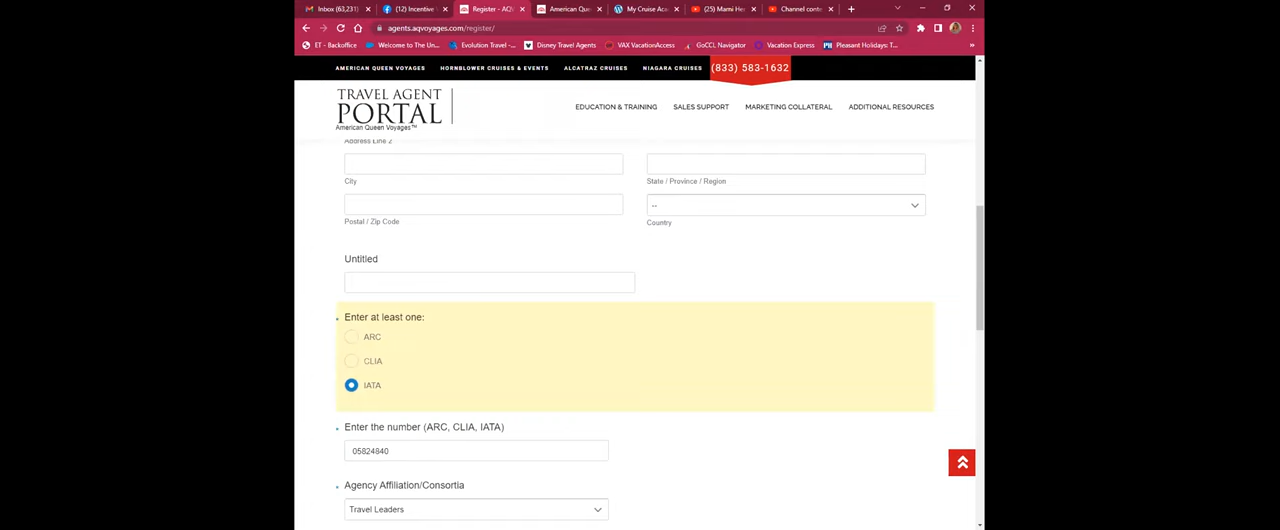 Inbox (63,231)
(12) Incentive
Register - AQV
American Que
My Cruise Aca
(25) Mami He
Channel conte
agents.aqvoyages.com/register/
ET - Backoffice
Welcome to The Un...
Evolution Travel -...
Disney Travel Agents
VAX VacationAccess
GoCCL Navigator
Vacation Express
Pleasant Holidays: T...
»
AMERICAN QUEEN VOYAGES
HORNBLOWER CRUISES & EVENTS
ALCATRAZ CRUISES
NIAGARA CRUISES
(833) 583-1632
TRAVEL AGENT
PORTAL
American Queen Voyages™
EDUCATION & TRAINING
SALES SUPPORT
MARKETING COLLATERAL
ADDITIONAL RESOURCES
Address Line 2
City
State / Province / Region
--
Postal / Zip Code
Country
Untitled
Enter at least one:
ARC
CLIA
IATA
Enter the number (ARC, CLIA, IATA)
05824840
Agency Affiliation/Consortia
Travel Leaders